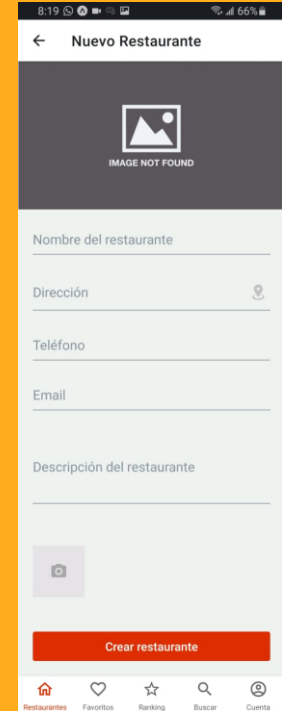 8:19 66%
Nuevo Restaurante
IMAGE NOT FOUND
Nombre del restaurante
Dirección
Teléfono
Email
Descripción del restaurante
Crear restaurante
Restaurantes Favoritos Ranking Buscar Cuenta